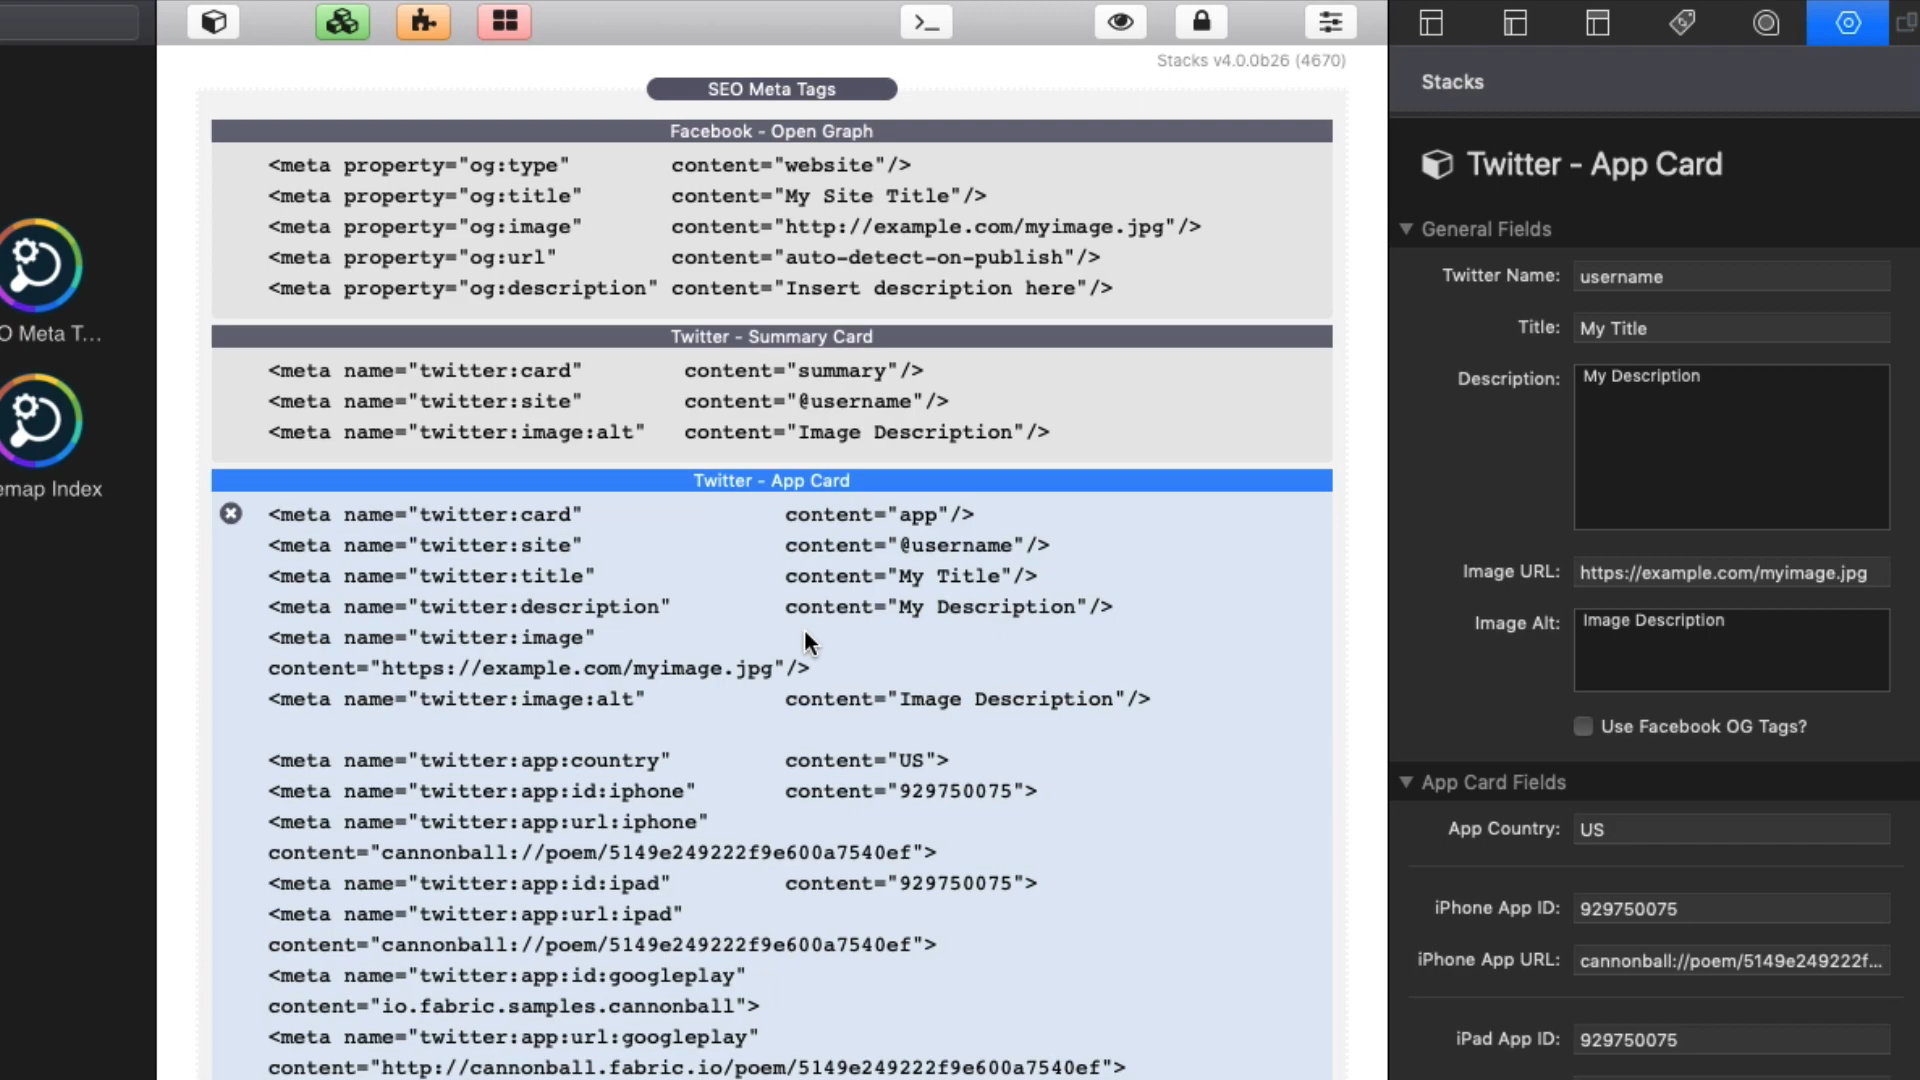 Stacks v4.0.0b26 (4670)
SEO Meta Tags
Facebook - Open Graph
<meta property="og:type" content="website"/>
<meta property="og:title" content="My Site Title"/>
<meta property="og:image" content="http://example.com/myimage.jpg"/>
<meta property="og:url" content="auto-detect-on-publish"/>
<meta property="og:description" content="Insert description here"/>
Twitter - Summary Card
<meta name="twitter:card" content="summary"/>
<meta name="twitter:site" content="@username"/>
<meta name="twitter:image:alt" content="Image Description"/>
Twitter - App Card
<meta name="twitter:card" content="app"/>
<meta name="twitter:site" content="@username"/>
<meta name="twitter:title" content="My Title"/>
<meta name="twitter:description" content="My Description"/>
<meta name="twitter:image"
content="https://example.com/myimage.jpg"/>
<meta name="twitter:image:alt" content="Image Description"/>
<meta name="twitter:app:country" content="US">
<meta name="twitter:app:id:iphone" content="929750075">
<meta name="twitter:app:url:iphone"
content="cannonball://poem/5149e249222f9e600a7540ef">
<meta name="twitter:app:id:ipad" content="929750075">
<meta name="twitter:app:url:ipad"
content="cannonball://poem/5149e249222f9e600a7540ef">
<meta name="twitter:app:id:googleplay"
content="io.fabric.samples.cannonball">
<meta name="twitter:app:url:googleplay"
content="http://cannonball.fabric.io/poem/5149e249222f9e600a7540ef">
O Meta T...
emap Index
Stacks
Twitter - App Card
General Fields
Twitter Name: username
Title: My Title
Description: My Description
Image URL: https://example.com/myimage.jpg
Image Alt: Image Description
Use Facebook OG Tags?
App Card Fields
App Country: US
iPhone App ID: 929750075
iPhone App URL: cannonball://poem/5149e249222f...
iPad App ID: 929750075